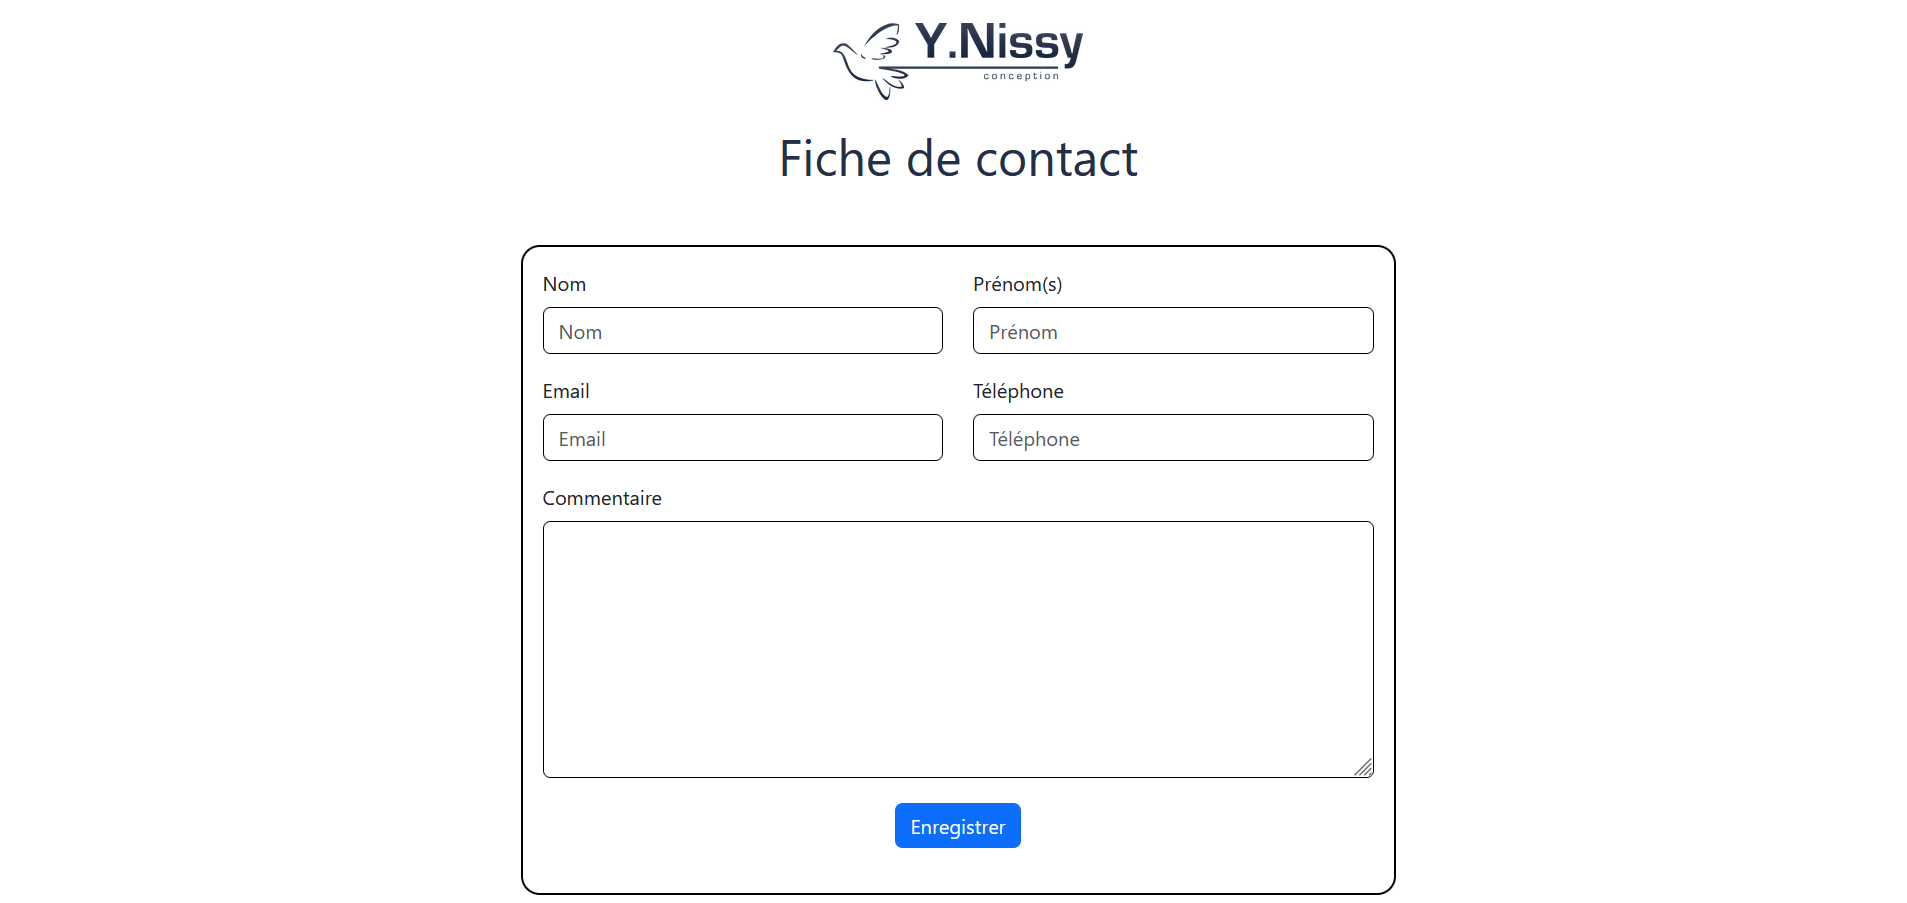 Y.Nissy
conception
Fiche de contact
Nom
Prénom(s)
Nom
Prénom
Email
Téléphone
Email
Téléphone
Commentaire
Enregistrer